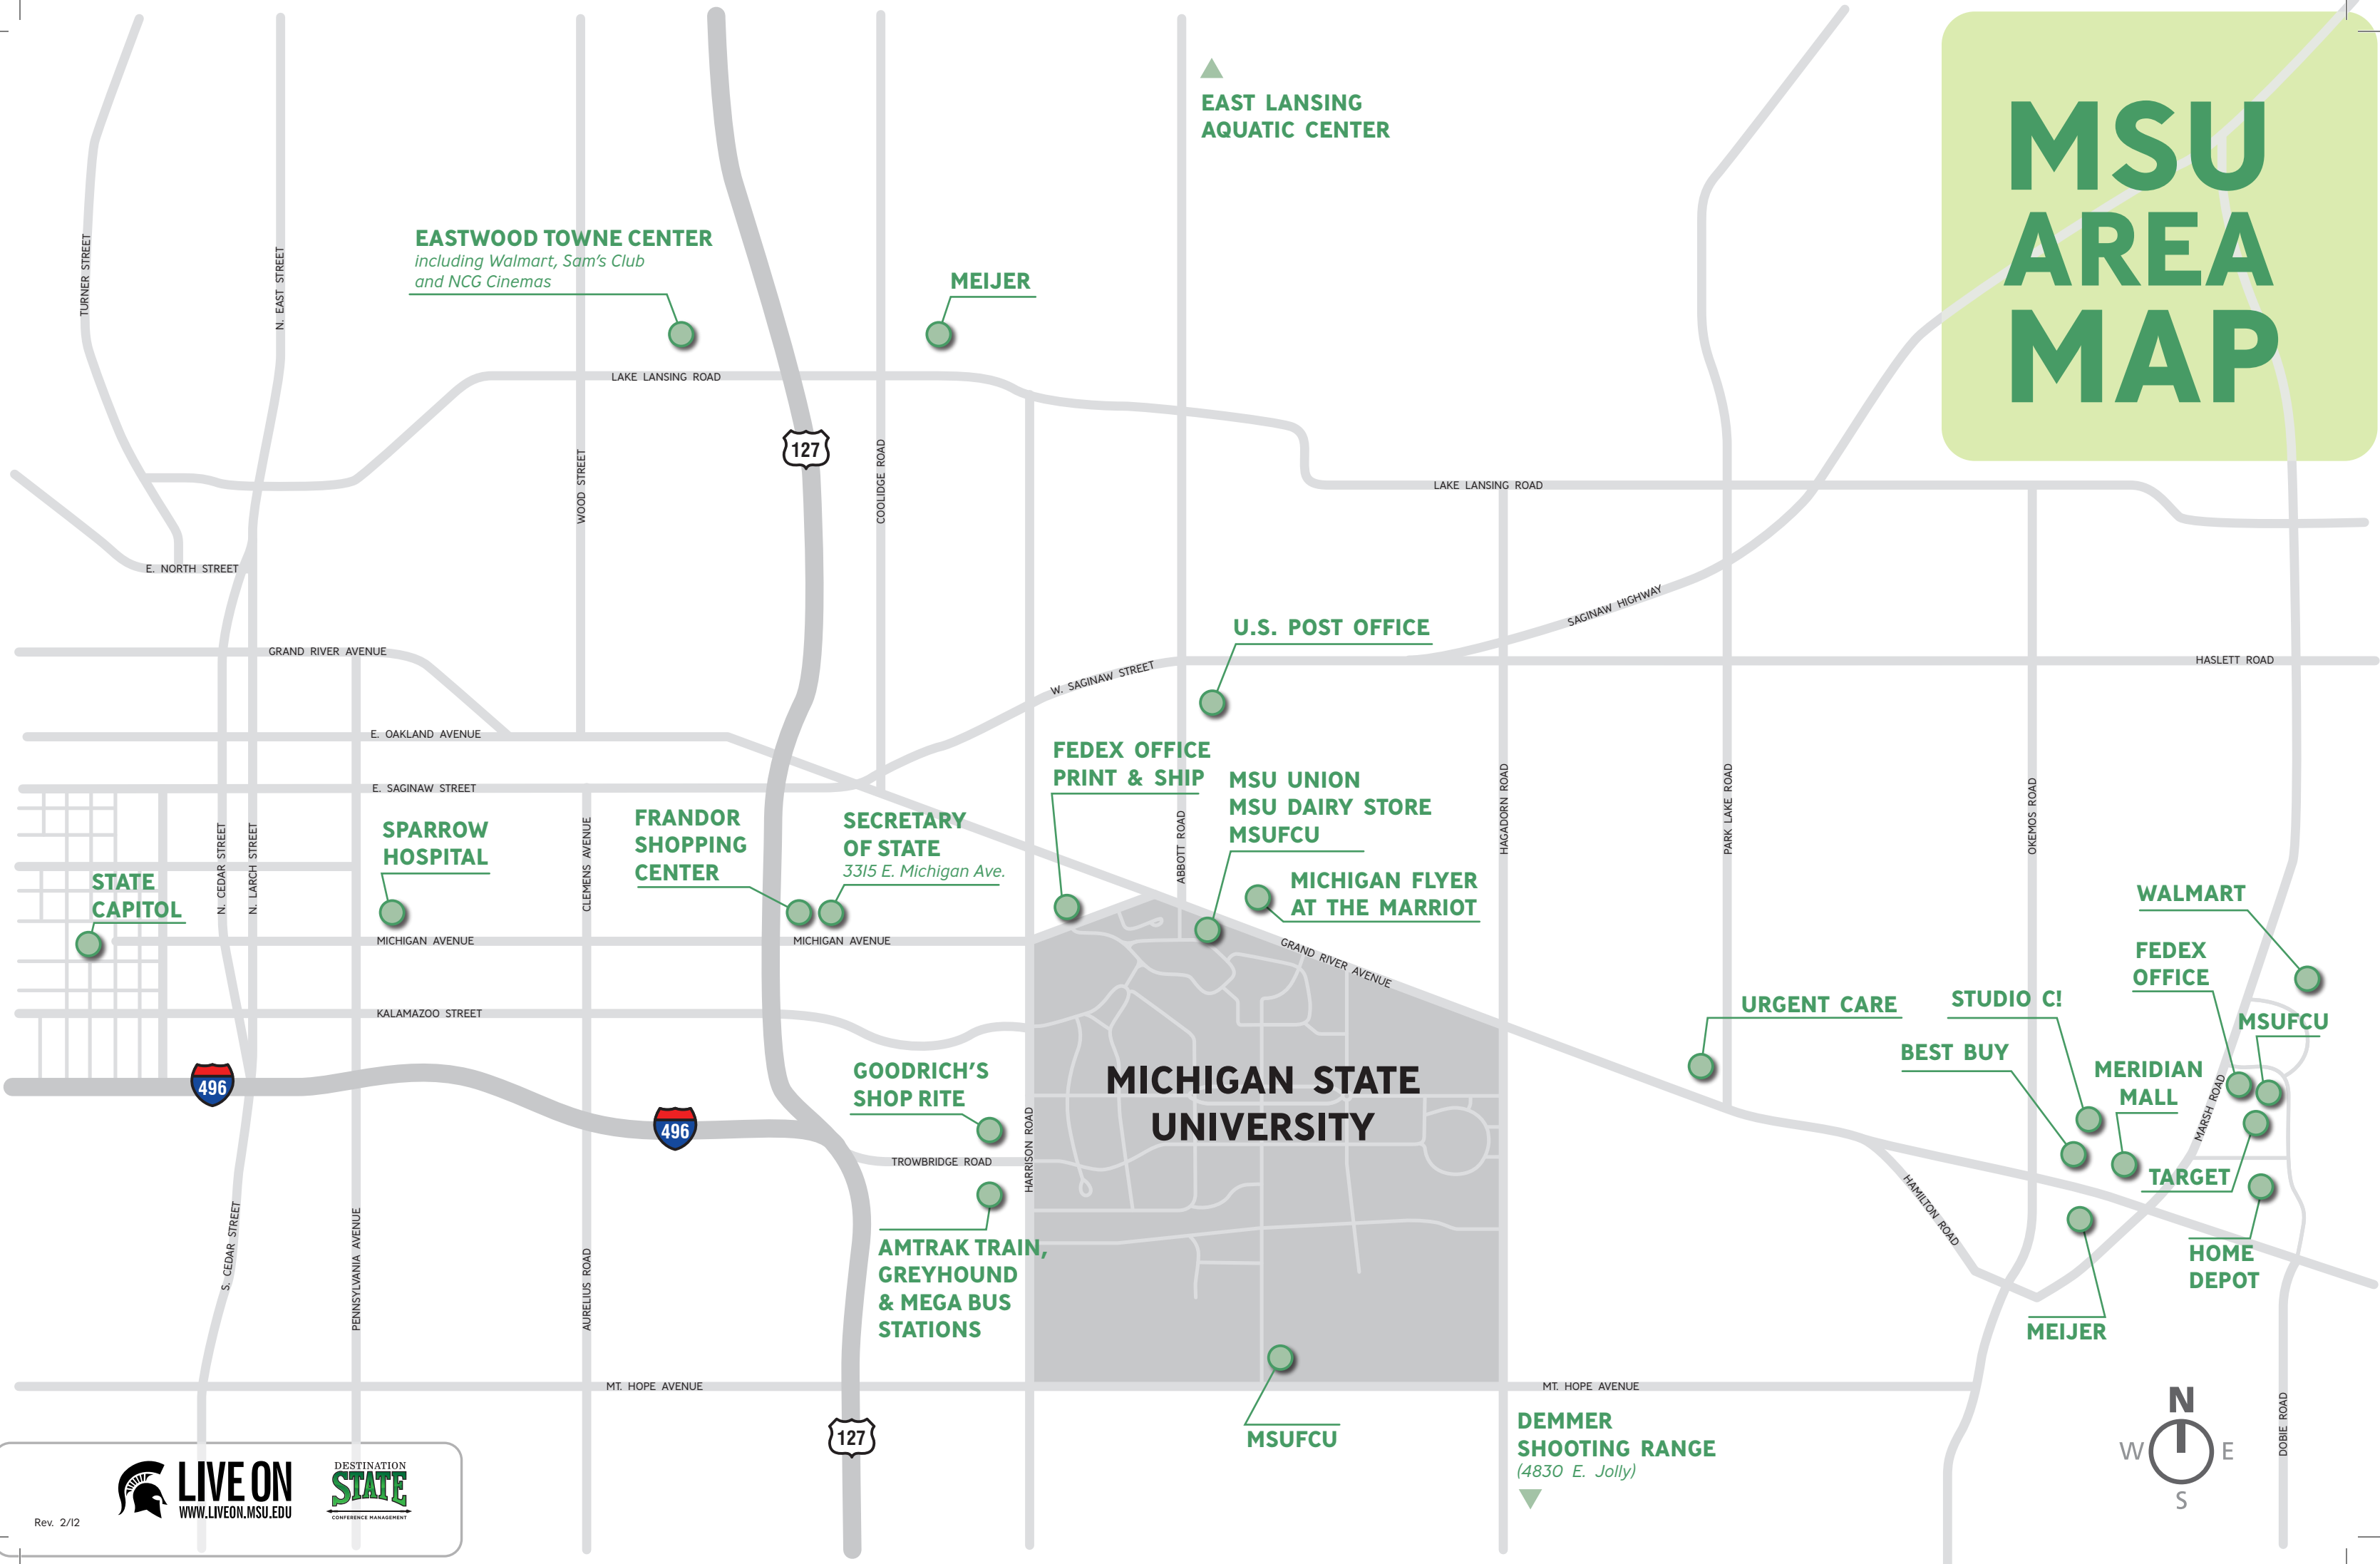 MSU
AREA
MAP
EAST LANSING
AQUATIC CENTER
EASTWOOD TOWNE CENTER
including Walmart, Sam's Club
and NCG Cinemas
MEIJER
TURNER STREET
N. EAST STREET
LAKE LANSING ROAD
127
WOOD STREET
COOLIDGE ROAD
LAKE LANSING ROAD
E. NORTH STREET
SAGINAW HIGHWAY
U.S. POST OFFICE
GRAND RIVER AVENUE
W. SAGINAW STREET
HASLETT ROAD
E. OAKLAND AVENUE
FEDEX OFFICE
PRINT & SHIP
E. SAGINAW STREET
MSU UNION
MSU DAIRY STORE
MSUFCU
FRANDOR
SHOPPING
CENTER
SECRETARY
OF STATE
3315 E. Michigan Ave.
SPARROW
HOSPITAL
STATE
CAPITOL
N. CEDAR STREET
N. LARCH STREET
CLEMENS AVENUE
ABBOTT ROAD
HAGADORN ROAD
PARK LAKE ROAD
OKEMOS ROAD
MICHIGAN FLYER
AT THE MARRIOT
WALMART
MICHIGAN AVENUE
MICHIGAN AVENUE
GRAND RIVER AVENUE
FEDEX
OFFICE
KALAMAZOO STREET
URGENT CARE
STUDIO C!
MSUFCU
BEST BUY
MERIDIAN
MALL
496
496
GOODRICH'S
SHOP RITE
MICHIGAN STATE
UNIVERSITY
MARSH ROAD
TROWBRIDGE ROAD
HARRISON ROAD
TARGET
HAMILTON ROAD
S. CEDAR STREET
PENNSYLVANIA AVENUE
AURELIUS ROAD
AMTRAK TRAIN,
GREYHOUND
& MEGA BUS
STATIONS
HOME
DEPOT
MEIJER
MT. HOPE AVENUE
MT. HOPE AVENUE
127
MSUFCU
DEMMER
SHOOTING RANGE
(4830 E. Jolly)
DOBIE ROAD
N
W
E
S
LIVE ON
WWW.LIVEON.MSU.EDU
DESTINATION
STATE
CONFERENCE MANAGEMENT
Rev. 2/12